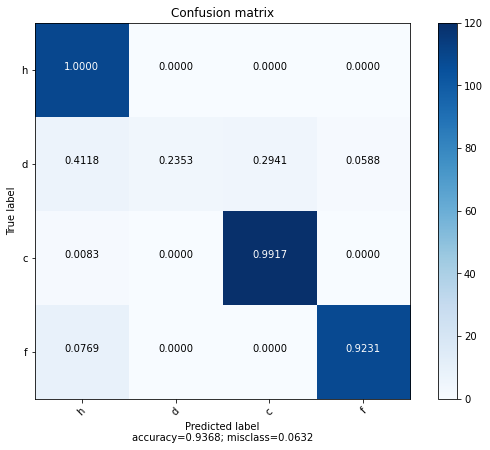 Confusion matrix
h 1.0000 0.0000 0.0000 0.0000
d 0.4118 0.2353 0.2941 0.0588
c 0.0083 0.0000 0.9917 0.0000
f 0.0769 0.0000 0.0000 0.9231
True label
h d c f
Predicted label
accuracy=0.9368; misclass=0.0632
120
100
80
60
40
20
0